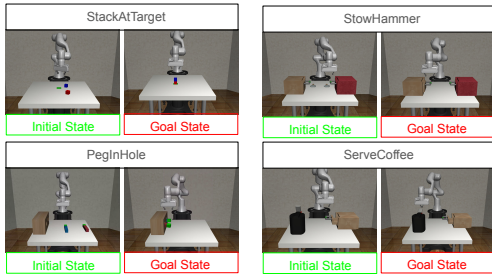 StackAtTarget
StowHammer
Initial State
Goal State
Initial State
Goal State
PegInHole
ServeCoffee
Initial State
Goal State
Initial State
Goal State